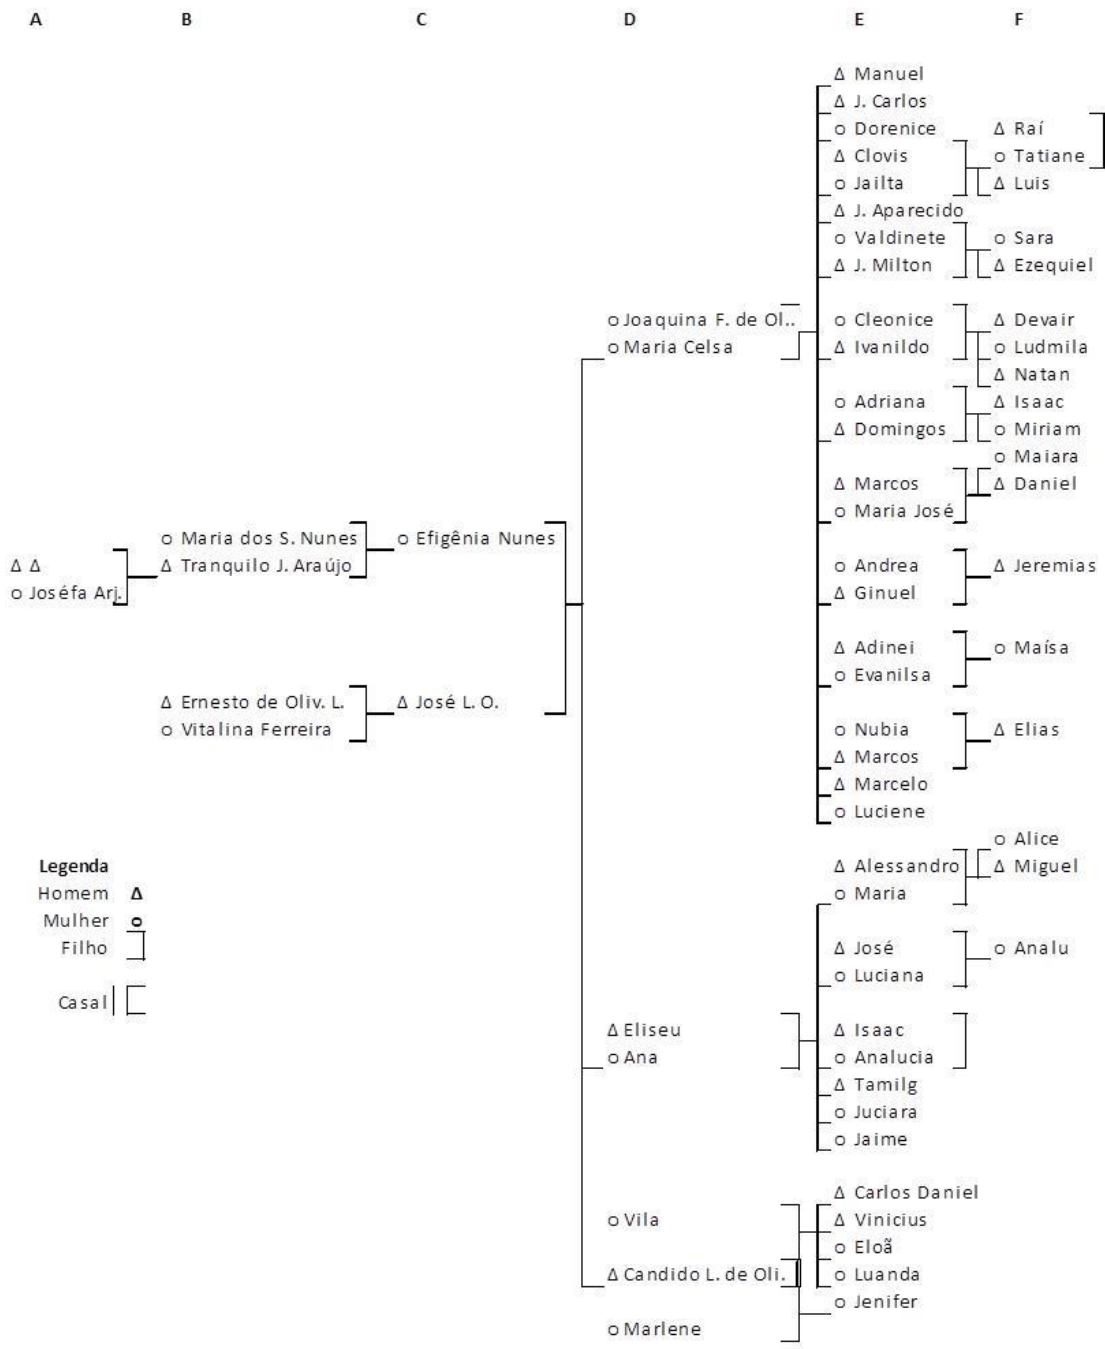 A B C D E F
Δ Manuel
Δ J. Carlos
o Dorenice Δ Raí
Δ Clovis o Tatiane
o Jailta Δ Luis
Δ J. Aparecido
o Valdinete o Sara
Δ J. Milton Δ Ezequiel
o Joaquina F. de Ol.. o Cleonice Δ Devair
o Maria Celsa Δ Ivanildo o Ludmila
Δ Natan
o Adriana Δ Isaac
Δ Domingos o Miriam
o Maiara
Δ Marcos Δ Daniel
o Maria José
o Maria dos S. Nunes o Efigênia Nunes
Δ Δ Δ Tranquilo J. Araújo o Andrea Δ Jeremias
o Joséfa Arj. Δ Ginuel
Δ Adinei o Maísa
o Evanilsa
Δ Ernesto de Oliv. L. Δ José L. O.
o Vitalina Ferreira o Nubia Δ Elias
Δ Marcos
Δ Marcelo
o Luciene
o Alice
Legenda Δ Alessandro Δ Miguel
Homem Δ o Maria
Mulher o
Filho Δ José o Analu
o Luciana
Casal
Δ Eliseu Δ Isaac
o Ana o Analucia
Δ Tamilg
o Juciara
o Jaime
Δ Carlos Daniel
o Vila Δ Vinicius
o Eloã
Δ Candido L. de Oli. o Luanda
o Jenifer
o Marlene